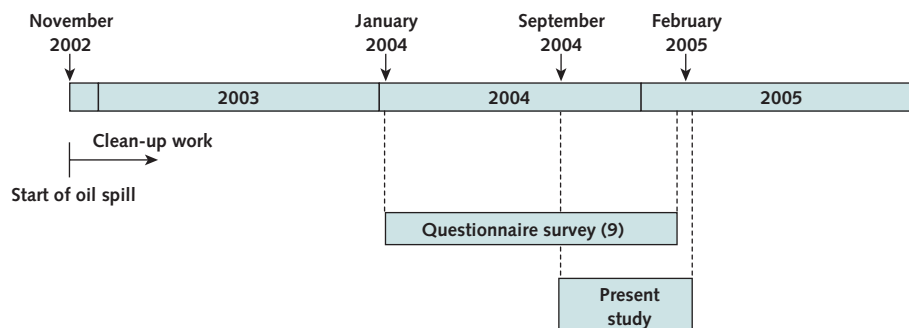 November
2002
January
2004
September
2004
February
2005
2003
2004
2005
Clean-up work
Start of oil spill
Questionnaire survey (9)
Present
study